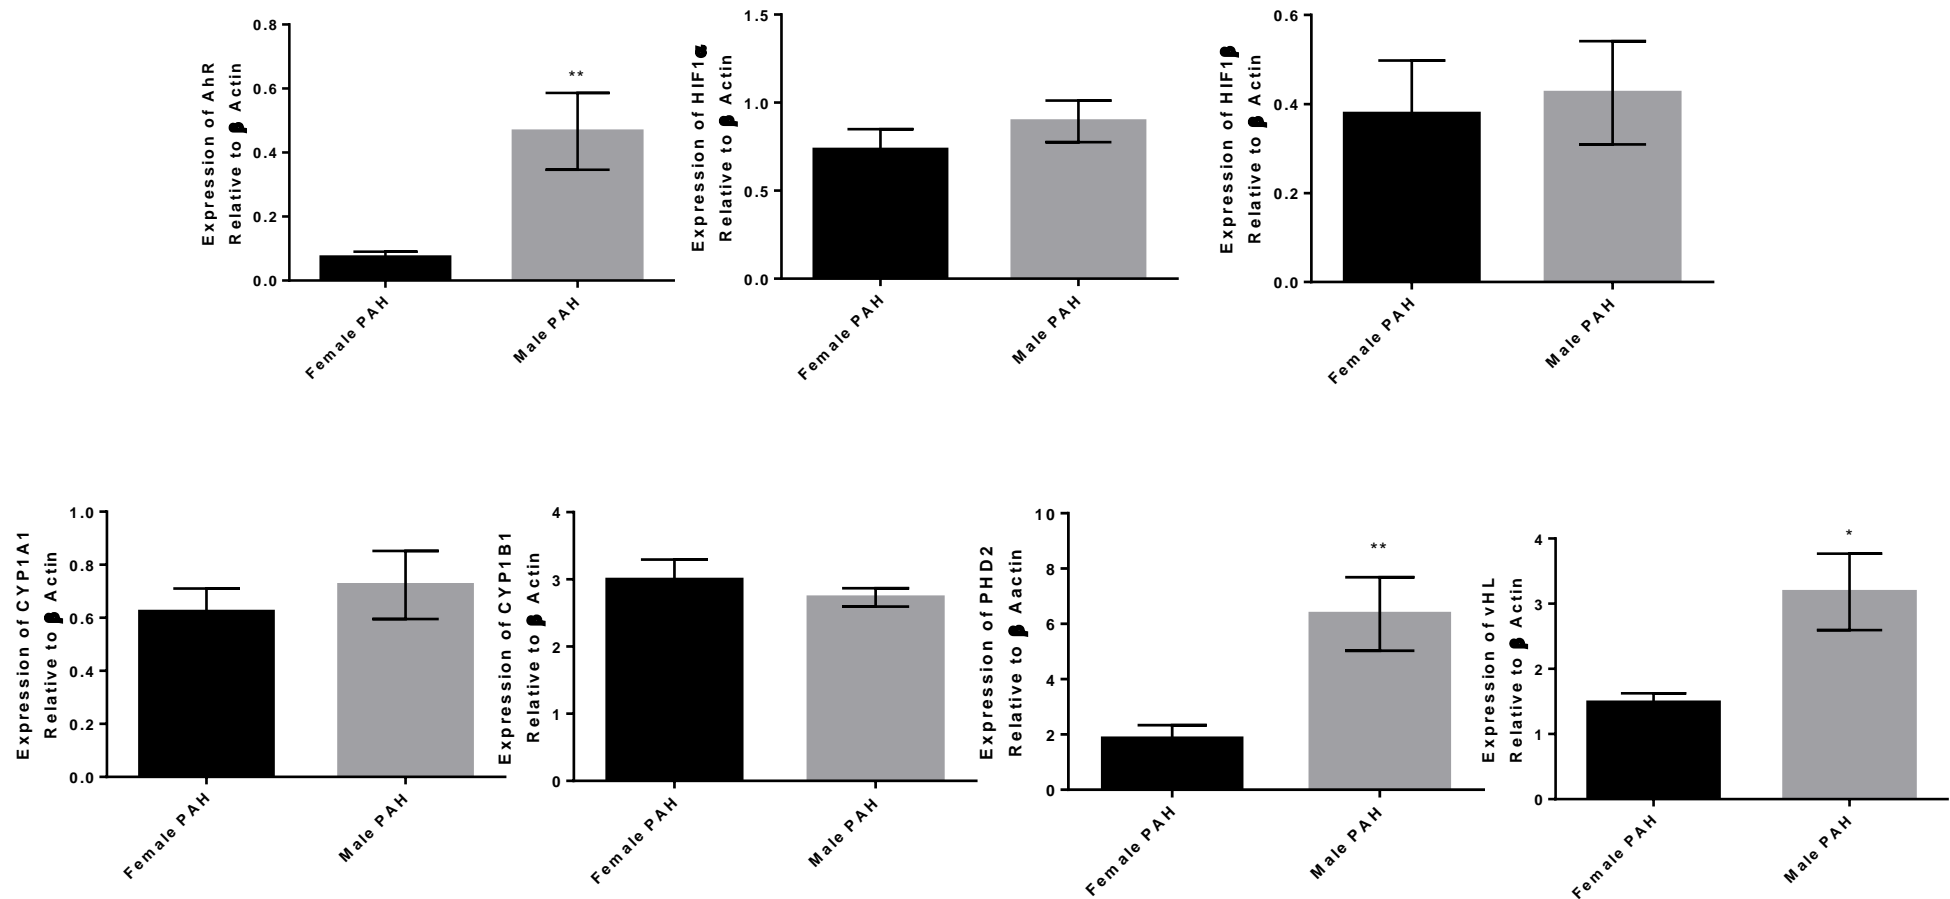 Expression of AhR
Relative to β Actin
0.8
0.6
0.4
0.2
0.0
**
Female PAH
Male PAH
Expression of HIF1α
Relative to β Actin
1.5
1.0
0.5
0.0
Female PAH
Male PAH
Expression of HIF1β
Relative to β Actin
0.6
0.4
0.2
0.0
Female PAH
Male PAH
Expression of CYP1A1
Relative to β Actin
1.0
0.8
0.6
0.4
0.2
0.0
Female PAH
Male PAH
Expression of CYP1B1
Relative to β Actin
4
3
2
1
0
Female PAH
Male PAH
Expression of PHD2
Relative to β Aactin
10
8
6
4
2
0
**
Female PAH
Male PAH
Expression of vHL
Relative to β Actin
4
3
2
1
0
*
Female PAH
Male PAH